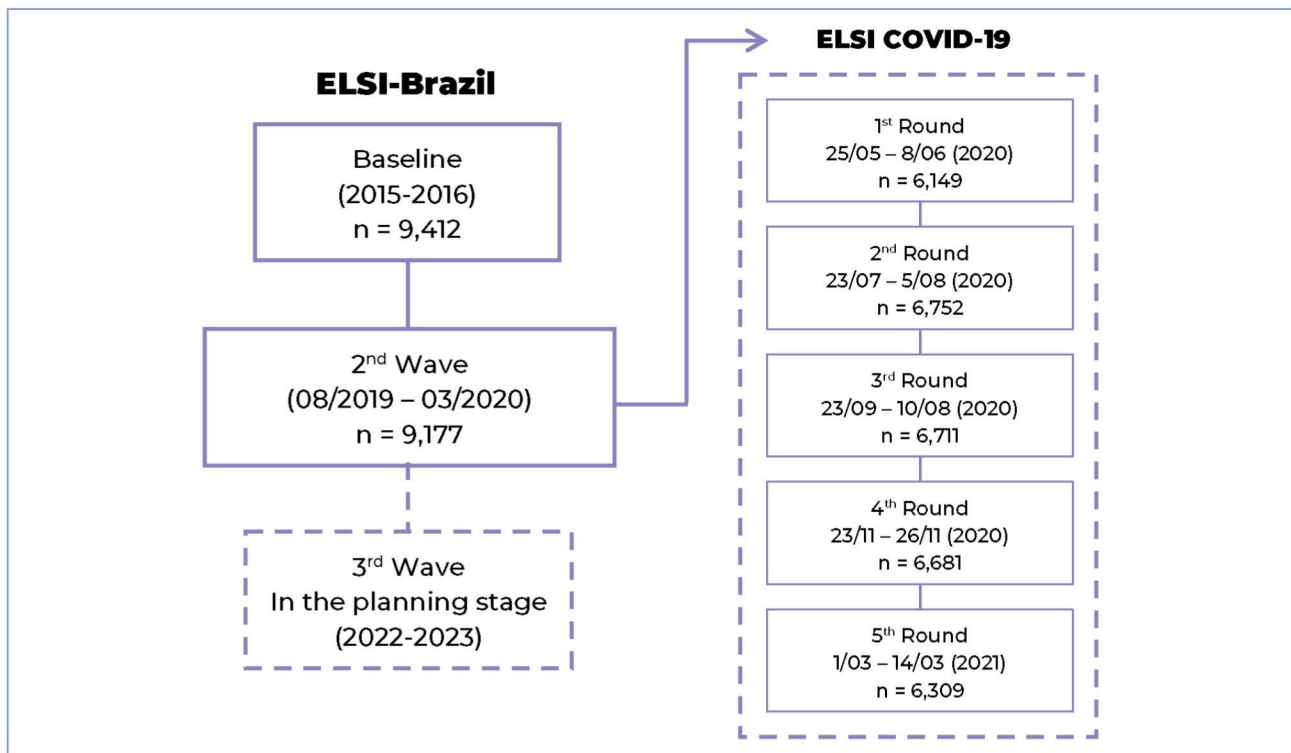 ELSI-Brazil
Baseline
(2015-2016)
n = 9,412
2nd Wave
(08/2019 – 03/2020)
n = 9,177
3rd Wave
In the planning stage
(2022-2023)
ELSI COVID-19
1st Round
25/05 – 8/06 (2020)
n = 6,149
2nd Round
23/07 – 5/08 (2020)
n = 6,752
3rd Round
23/09 – 10/08 (2020)
n = 6,711
4th Round
23/11 – 26/11 (2020)
n = 6,681
5th Round
1/03 – 14/03 (2021)
n = 6,309